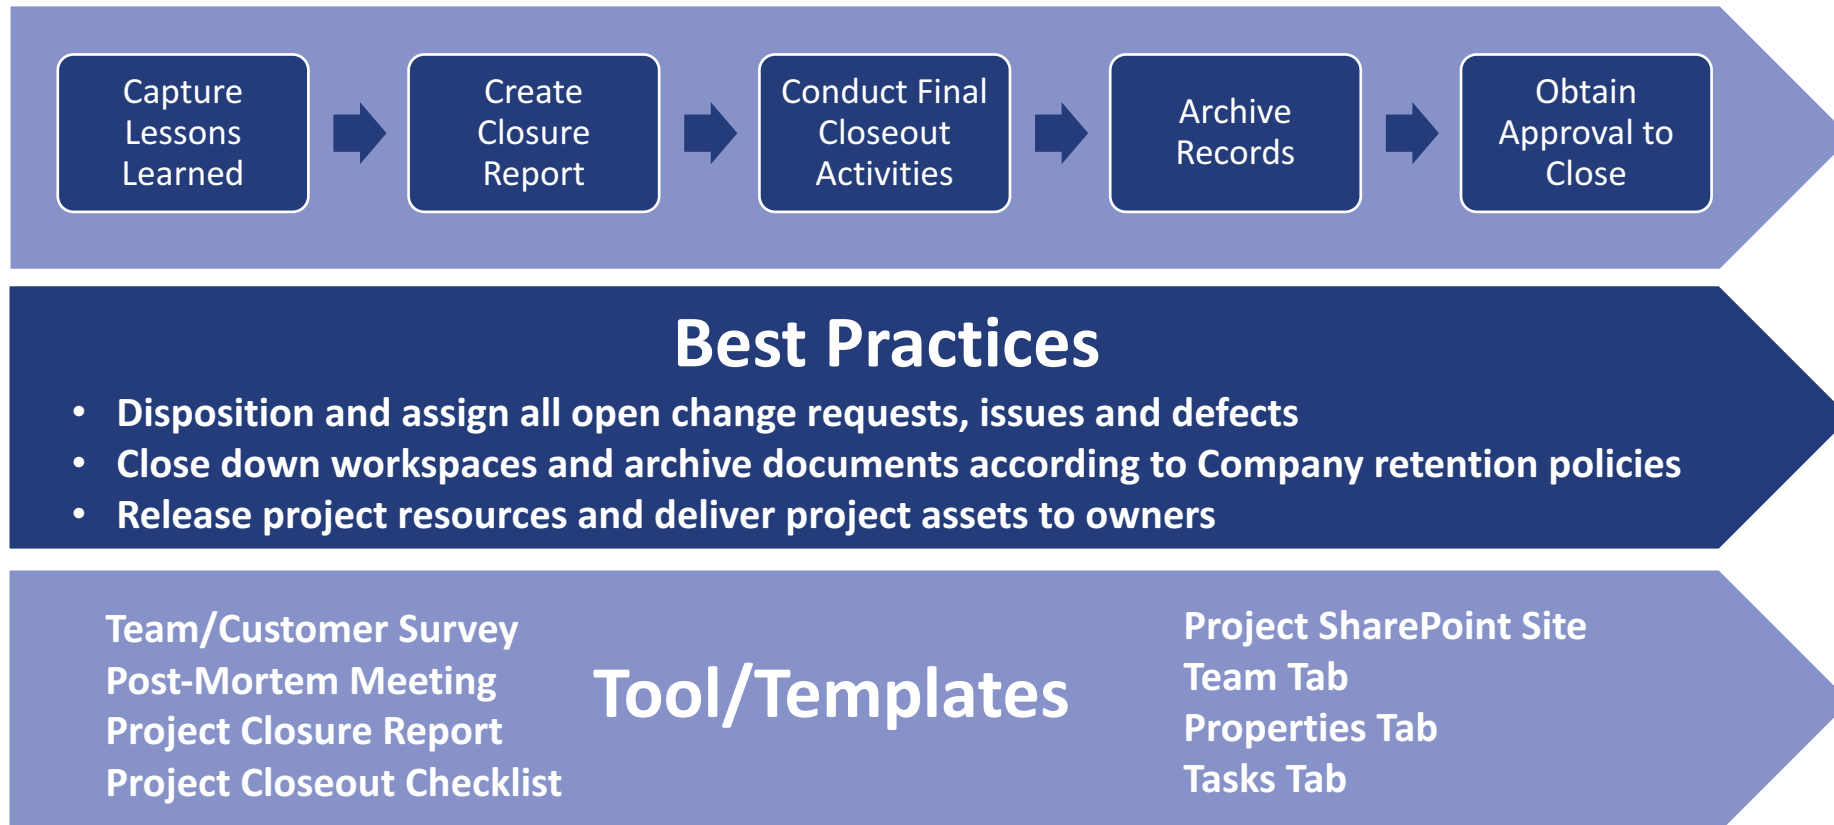 Capture
Lessons
Learned
Create
Closure
Report
Conduct Final
Closeout
Activities
Archive
Records
Obtain
Approval to
Close
Best Practices
• Disposition and assign all open change requests, issues and defects
• Close down workspaces and archive documents according to Company retention policies
• Release project resources and deliver project assets to owners
Team/Customer Survey
Post-Mortem Meeting
Project Closure Report
Project Closeout Checklist
Tool/Templates
Project SharePoint Site
Team Tab
Properties Tab
Tasks Tab